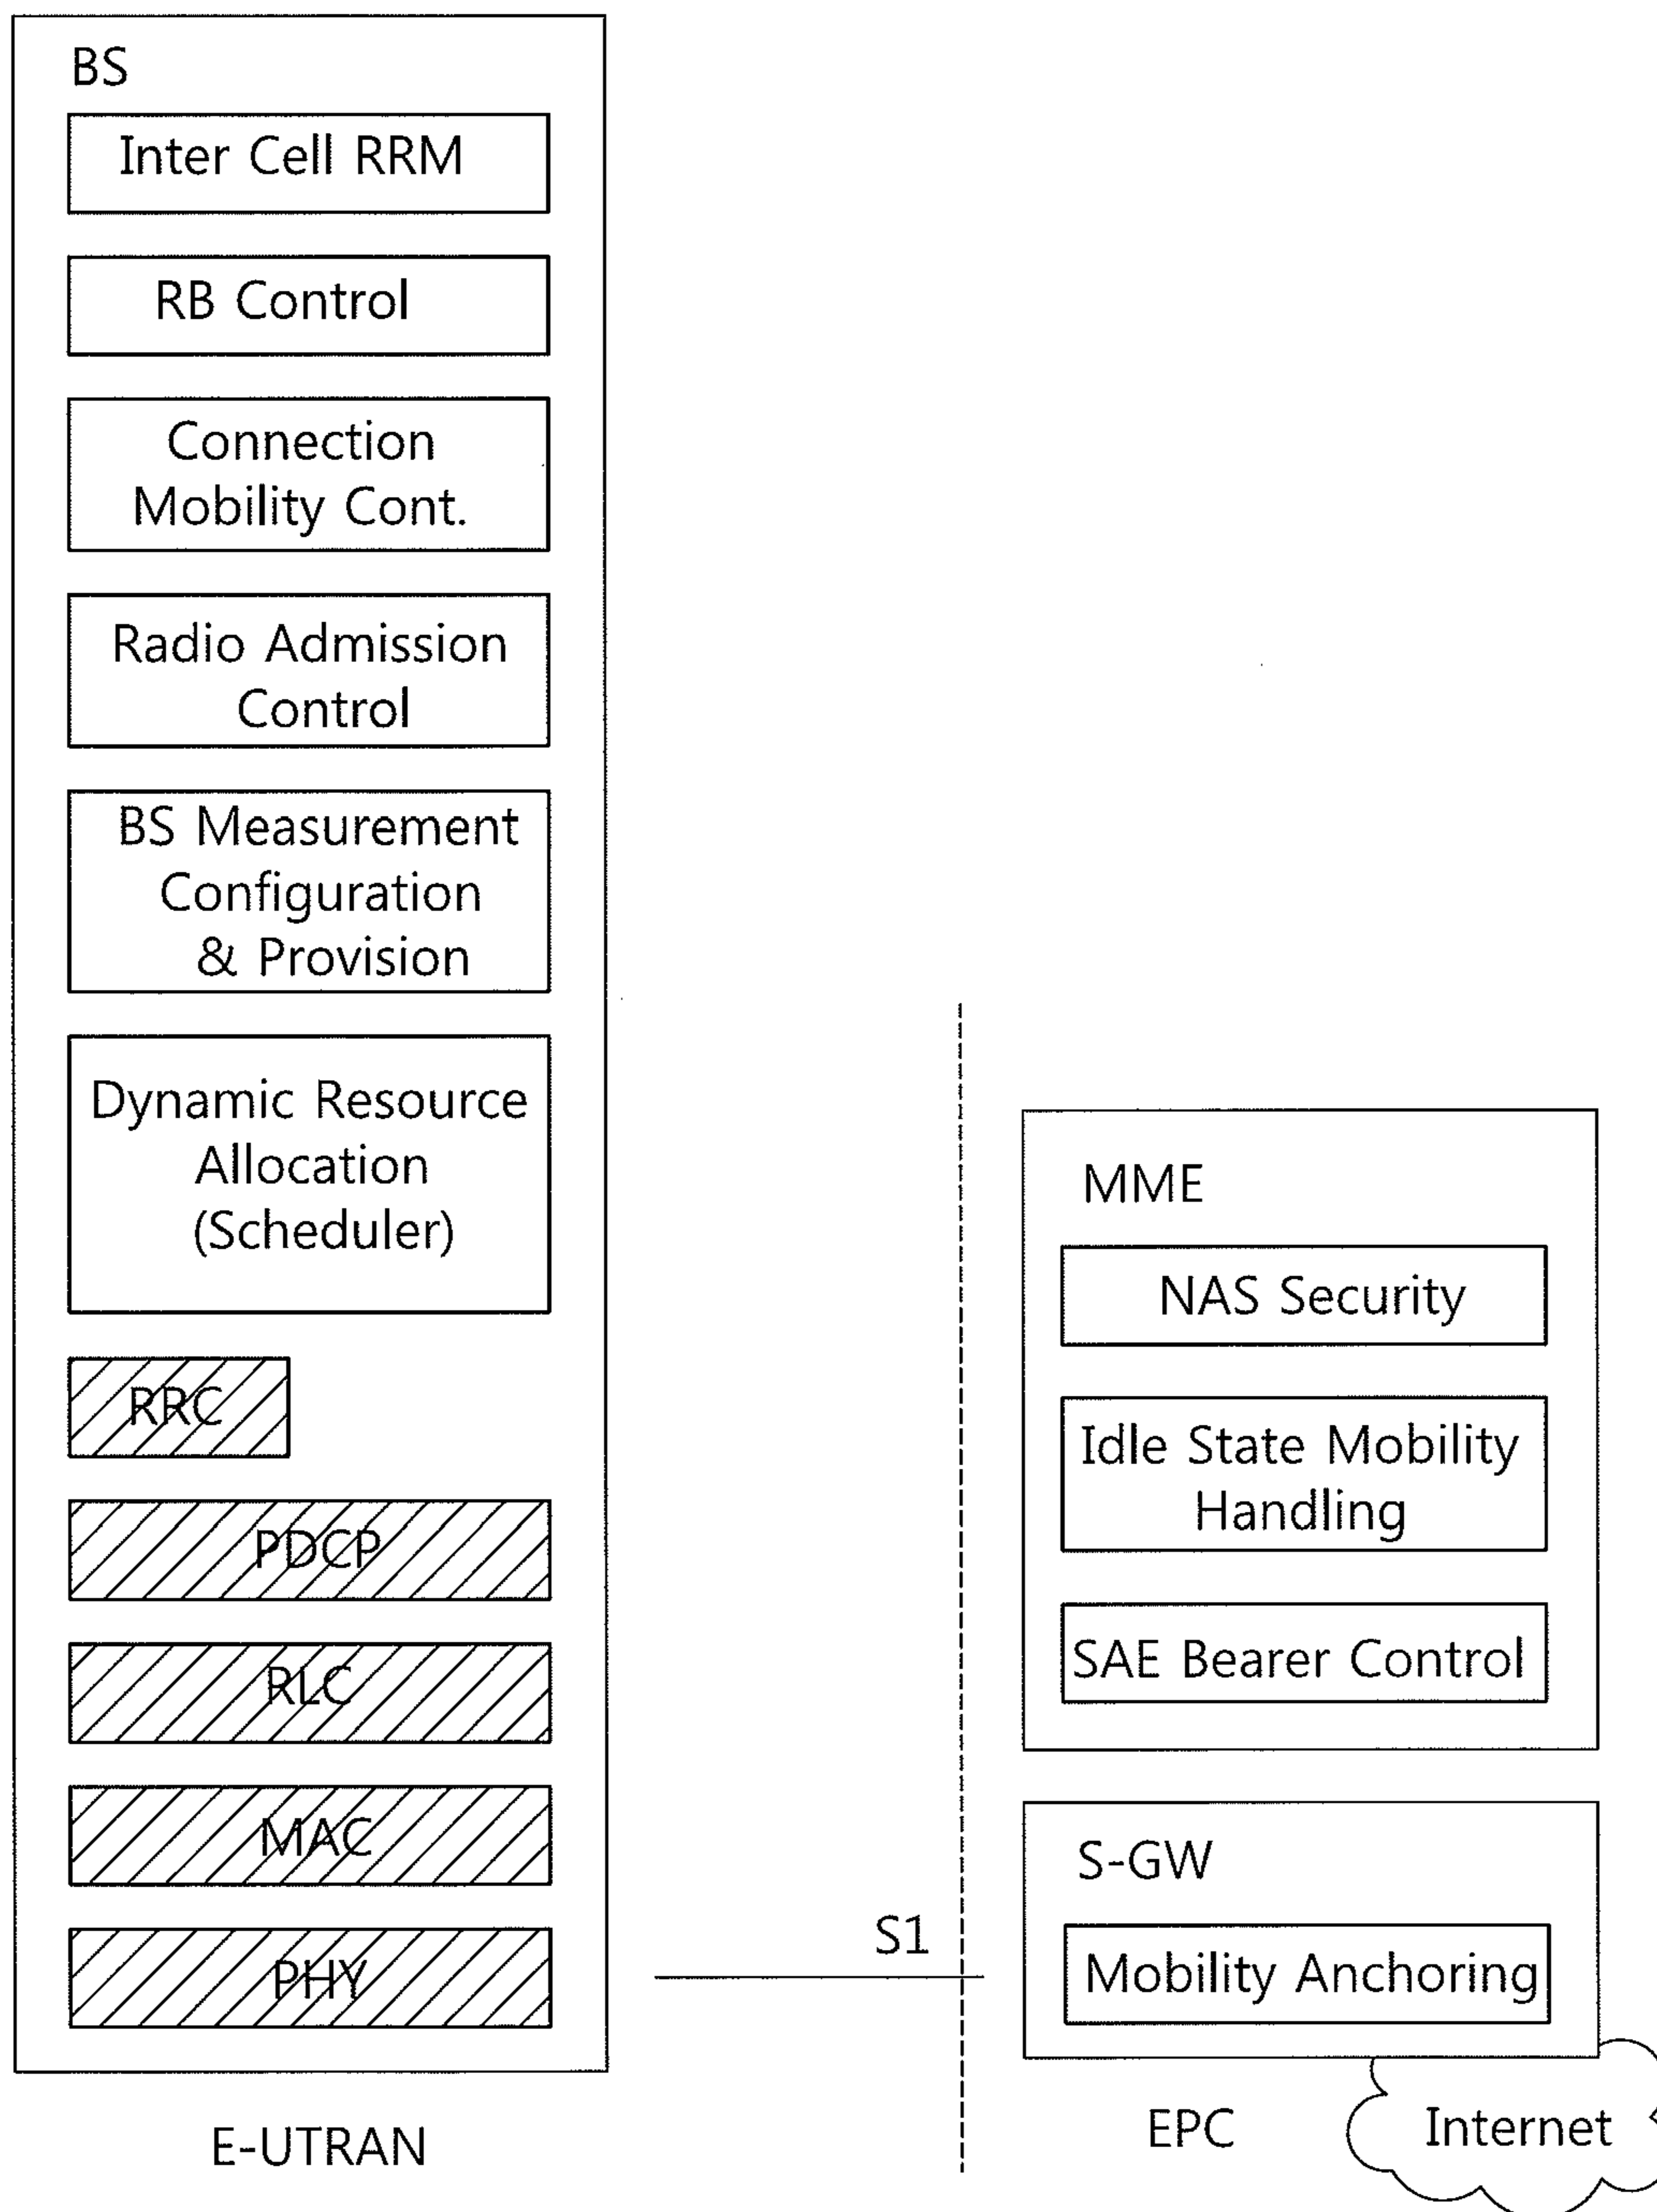 BS
Inter Cell RRM
RB Control
Connection
Mobility Cont.
Radio Admission
Control
BS Measurement
Configuration
& Provision
Dynamic Resource
Allocation
(Scheduler)
RRC
PDCP
RLC
MAC
PHY
E-UTRAN
S1
MME
NAS Security
Idle State Mobility
Handling
SAE Bearer Control
S-GW
Mobility Anchoring
EPC
Internet